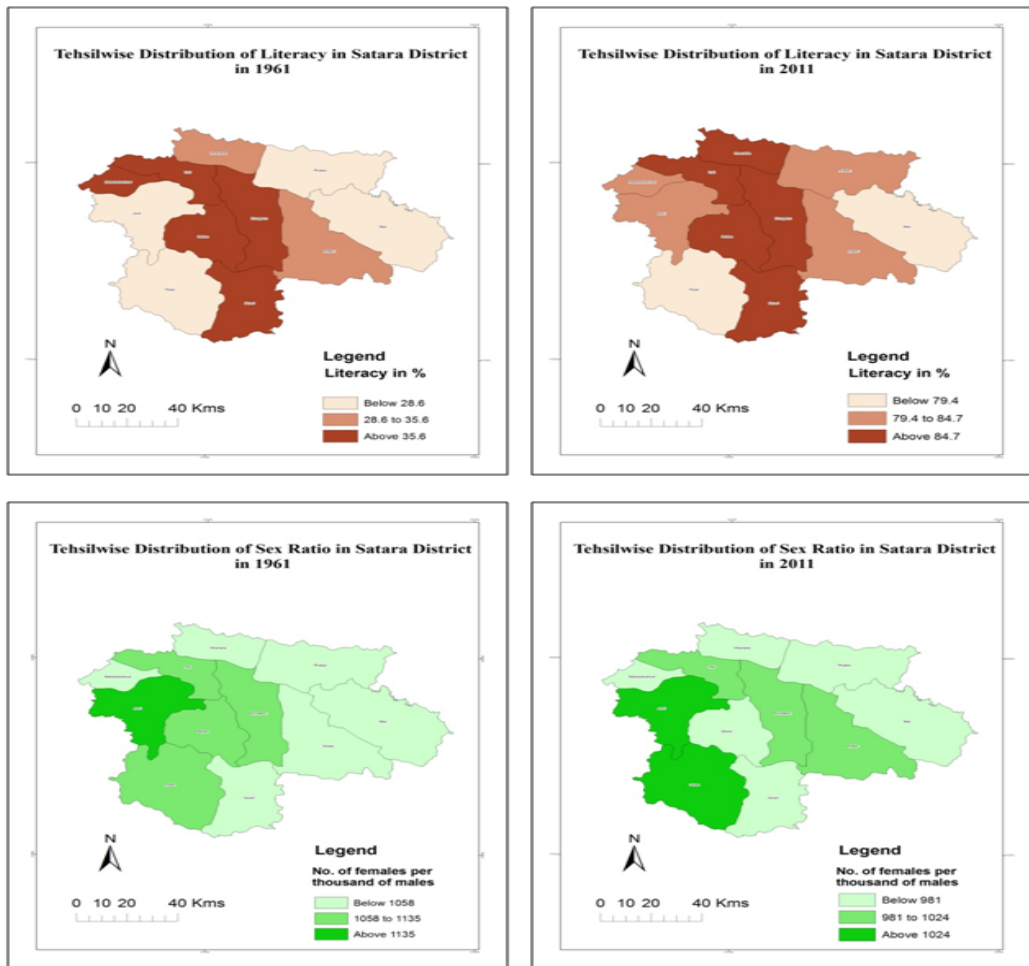 Tehsilwise Distribution of Literacy in Satara District
in 1961
N
0 10 20 40 Kms
Legend
Literacy in %
Below 28.6
28.6 to 35.6
Above 35.6
Tehsilwise Distribution of Literacy in Satara District
in 2011
N
0 10 20 40 Kms
Legend
Literacy in %
Below 79.4
79.4 to 84.7
Above 84.7
Tehsilwise Distribution of Sex Ratio in Satara District
in 1961
N
0 10 20 40 Kms
Legend
No. of females per
thousand of males
Below 1058
1058 to 1135
Above 1135
Tehsilwise Distribution of Sex Ratio in Satara District
in 2011
N
0 10 20 40 Kms
Legend
No. of females per
thousand of males
Below 981
981 to 1024
Above 1024